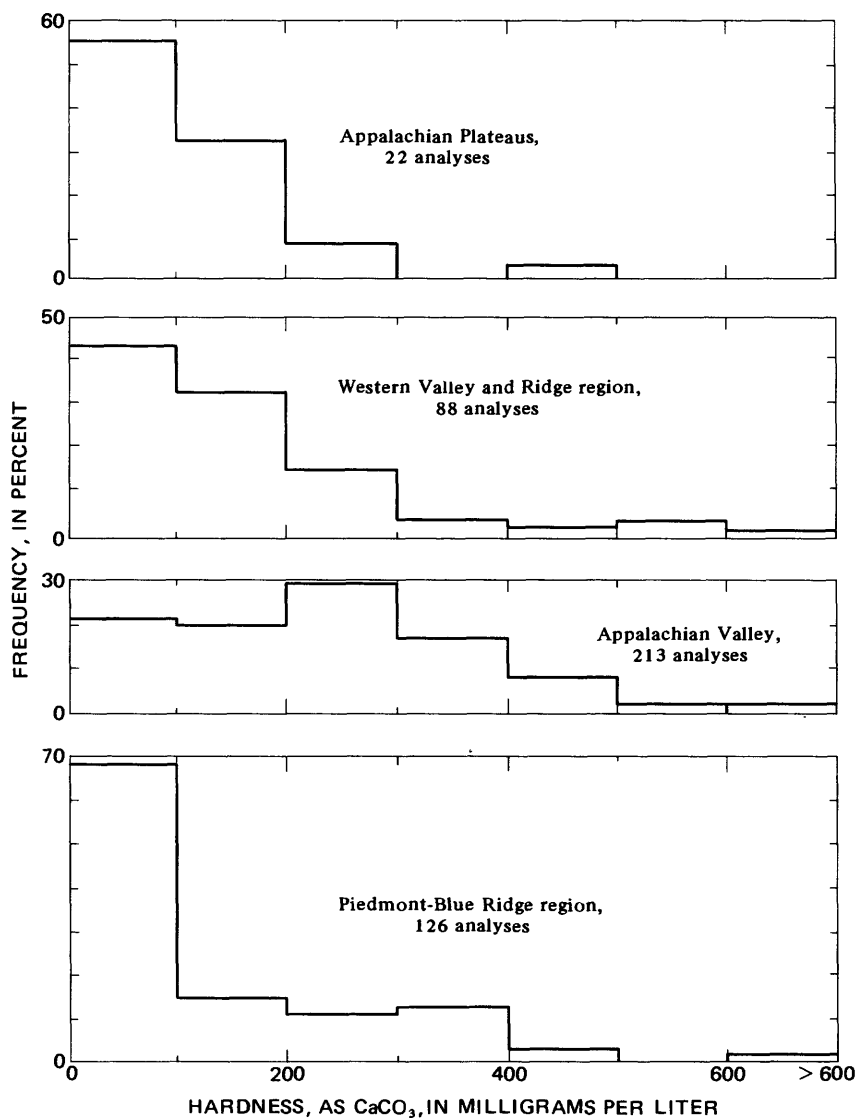 60
Appalachian Plateaus,
22 analyses
0
50
Western Valley and Ridge region,
88 analyses
0
FREQUENCY, IN PERCENT
30
Appalachian Valley,
213 analyses
0
70
Piedmont-Blue Ridge region,
126 analyses
0
0 200 400 600 > 600
HARDNESS, AS CaCO₃, IN MILLIGRAMS PER LITER